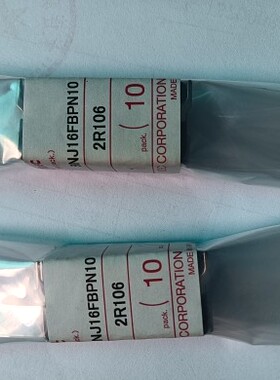 NJ16FBPN10
2R106
pack.
( 10
CORPORATION
MADE
NJ16FBPN10
2R106
pack.
( 10
CORPORATION
MADE